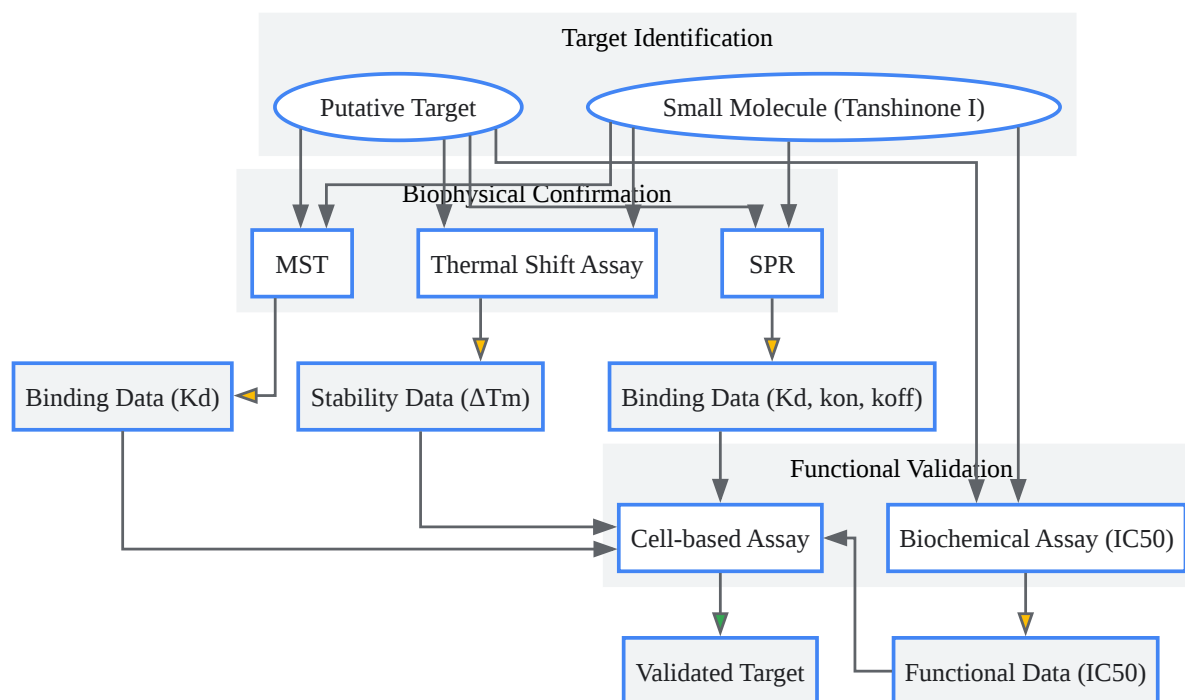 Target Identification
Putative Target
Small Molecule (Tanshinone I)
Biophysical Confirmation
MST
Thermal Shift Assay
SPR
Binding Data (Kd)
Stability Data (ΔTm)
Binding Data (Kd, kon, koff)
Functional Validation
Cell-based Assay
Biochemical Assay (IC50)
Validated Target
Functional Data (IC50)